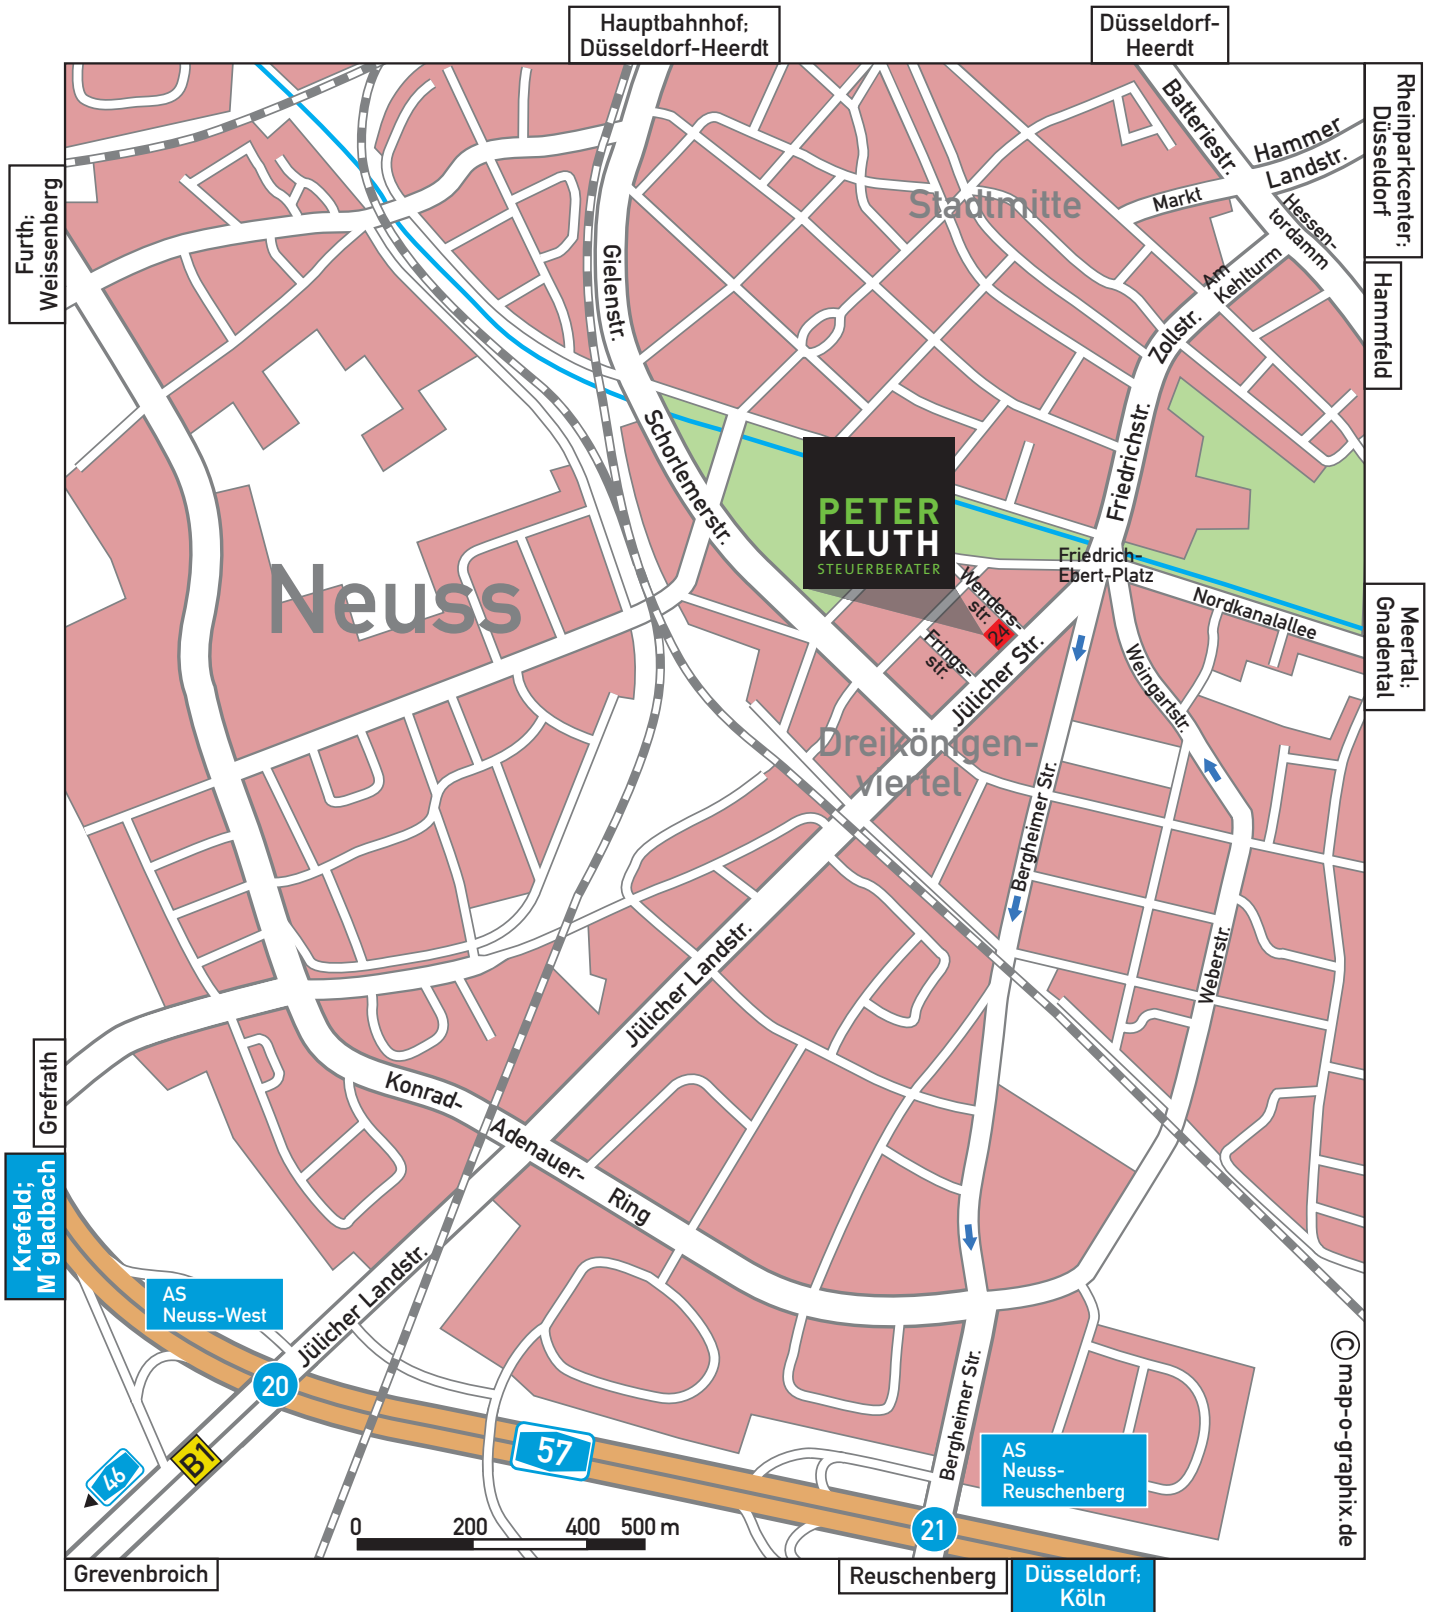 Hauptbahnhof;
Düsseldorf-Heerdt
Düsseldorf-
Heerdt
Rheinparkcenter;
Düsseldorf
Batteriestr.
Hammer
Landstr.
Furth;
Weissenberg
Stadtmitte
Markt
Hessen-
tordamm
Am
Kehlturm
Gielenstr.
Hammfeld
Zollstr.
Schorlemerstr.
Friedrichstr.
PETER
KLUTH
STEUERBERATER
Neuss
Friedrich-
Ebert-Platz
Wenders-
str.
24
Frings-
str.
Nordkanalallee
Meertal;
Gnadental
Jülicher Str.
Weingartstr.
Dreikönigen-
viertel
Bergheimer Str.
Jülicher Landstr.
Weberstr.
Grefrath
Konrad-
Adenauer-
Ring
Krefeld;
M´gladbach
AS
Neuss-West
Jülicher Landstr.
20
57
B1
46
Bergheimer Str.
AS
Neuss-
Reuschenberg
21
0 200 400 500 m
© map-o-graphix.de
Grevenbroich
Reuschenberg
Düsseldorf;
Köln